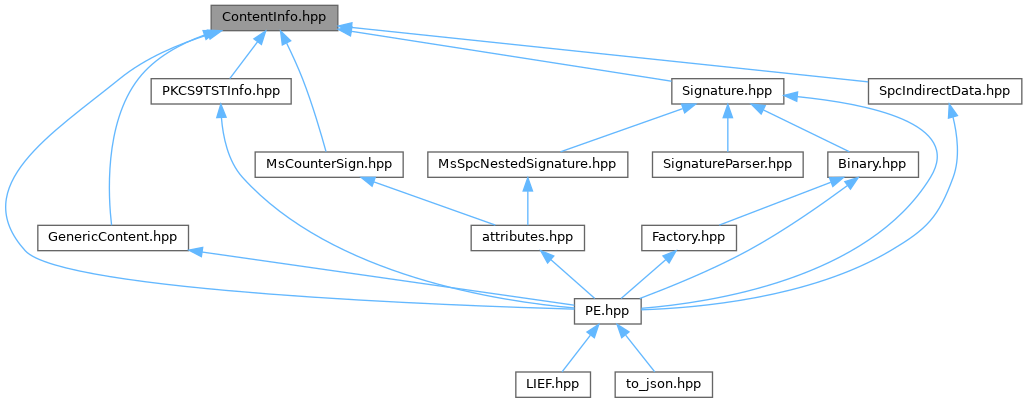 ContentInfo.hpp
PKCS9TSTInfo.hpp
Signature.hpp
SpcIndirectData.hpp
MsCounterSign.hpp
MsSpcNestedSignature.hpp
SignatureParser.hpp
Binary.hpp
GenericContent.hpp
attributes.hpp
Factory.hpp
PE.hpp
LIEF.hpp
to_json.hpp